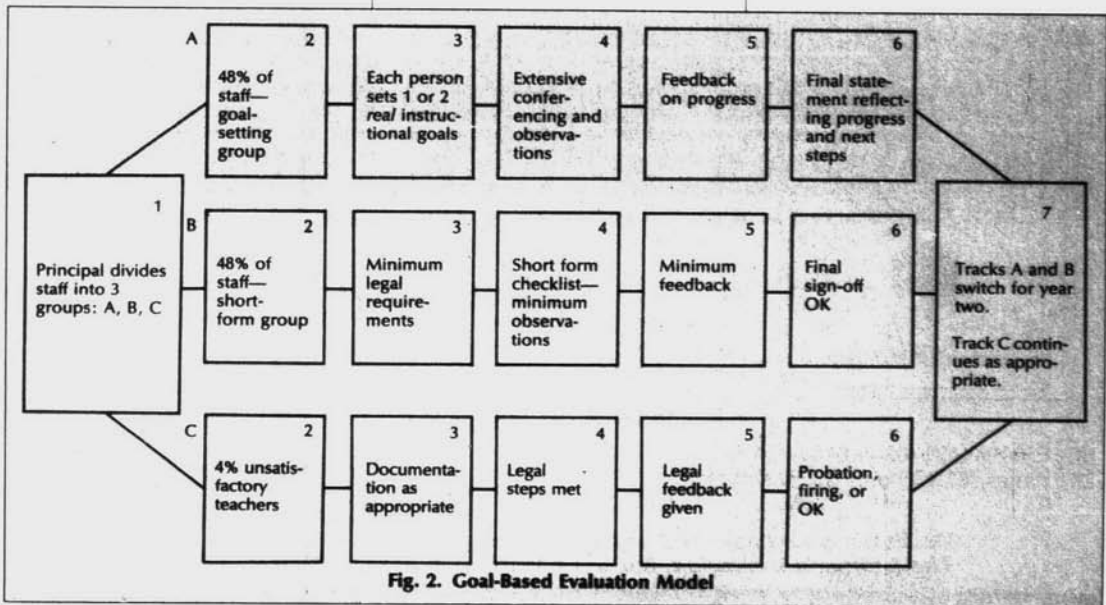 A
2
48% of
staff—
goal-
setting
group
3
Each person
sets 1 or 2
real instruc-
tional goals
4
Extensive
confer-
encing and
observa-
tions
5
Feedback
on progress
6
Final state-
ment reflect-
ing progress
and next
steps
1
Principal divides
staff into 3
groups: A, B, C
B
2
48% of
staff—
short-
form group
3
Minimum
legal
require-
ments
4
Short form
checklist—
minimum
observa-
tions
5
Minimum
feedback
6
Final
sign-off
OK
7
Tracks A and B
switch for year
two.
Track C contin-
ues as appro-
priate.
C
2
4% unsatis-
factory
teachers
3
Documenta-
tion as
appropriate
4
Legal
steps met
5
Legal
feedback
given
6
Probation,
firing, or
OK
Fig. 2. Goal-Based Evaluation Model